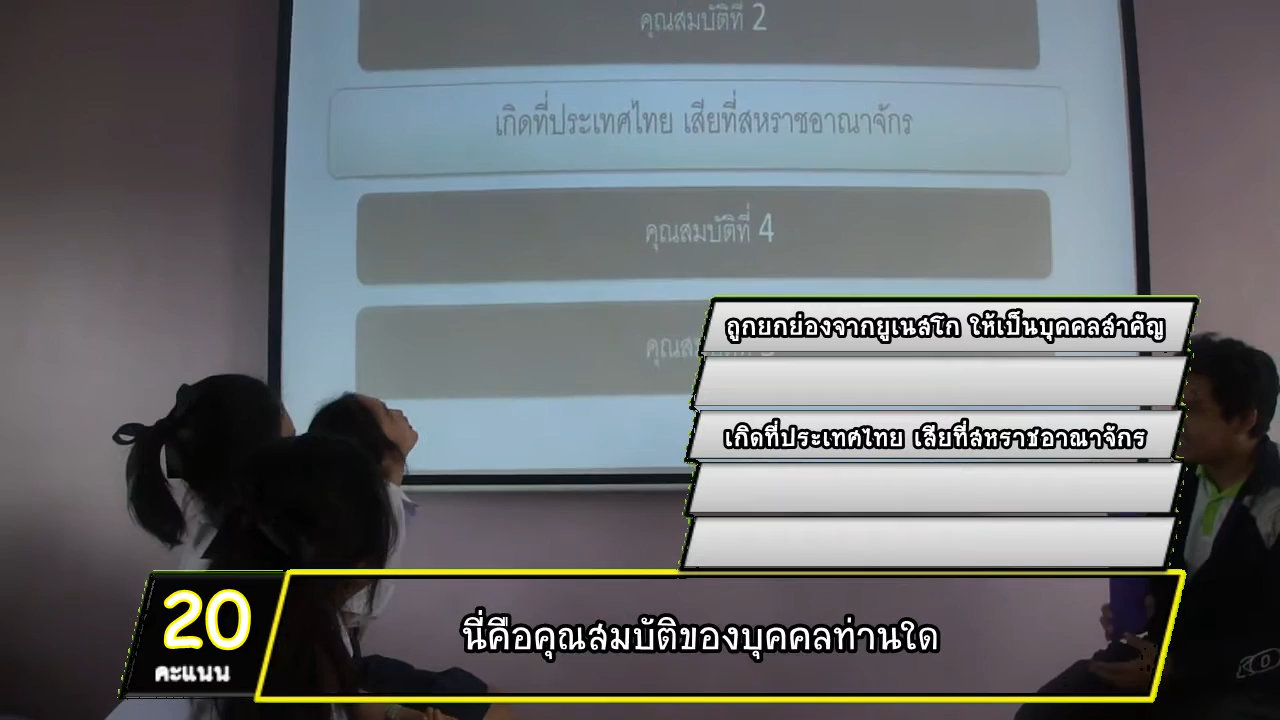 คุณสมบัติที่ 2
เกิดที่ประเทศไทย เสียที่สหราชอาณาจักร
คุณสมบัติที่ 4
ถูกยกย่องจากยูเนสโก ให้เป็นบุคคลสำคัญ
เกิดที่ประเทศไทย เสียที่สหราชอาณาจักร
20
คะแนน
นี่คือคุณสมบัติของบุคคลท่านใด